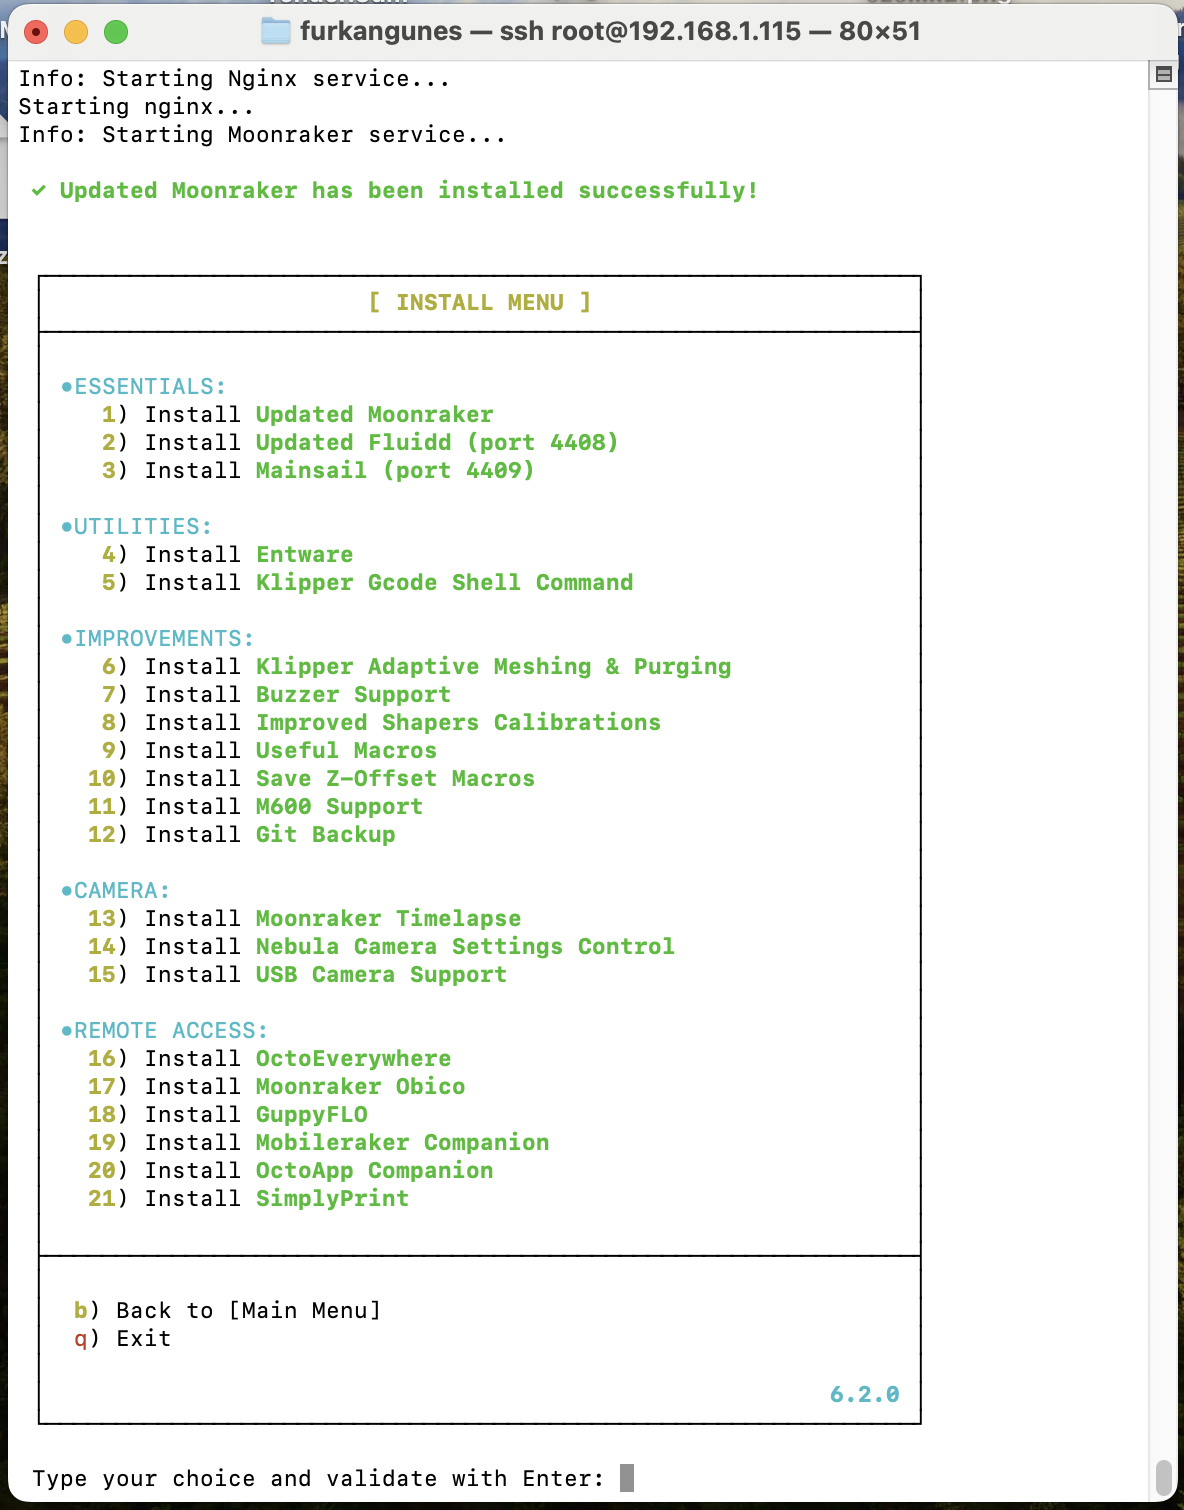 furkangunes — ssh root@192.168.1.115 — 80×51
Info: Starting Nginx service...
Starting nginx...
Info: Starting Moonraker service...
✓ Updated Moonraker has been installed successfully!
[ INSTALL MENU ]
•ESSENTIALS:
1) Install Updated Moonraker
2) Install Updated Fluidd (port 4408)
3) Install Mainsail (port 4409)
•UTILITIES:
4) Install Entware
5) Install Klipper Gcode Shell Command
•IMPROVEMENTS:
6) Install Klipper Adaptive Meshing & Purging
7) Install Buzzer Support
8) Install Improved Shapers Calibrations
9) Install Useful Macros
10) Install Save Z-Offset Macros
11) Install M600 Support
12) Install Git Backup
•CAMERA:
13) Install Moonraker Timelapse
14) Install Nebula Camera Settings Control
15) Install USB Camera Support
•REMOTE ACCESS:
16) Install OctoEverywhere
17) Install Moonraker Obico
18) Install GuppyFLO
19) Install Mobileraker Companion
20) Install OctoApp Companion
21) Install SimplyPrint
b) Back to [Main Menu]
q) Exit
6.2.0
Type your choice and validate with Enter: